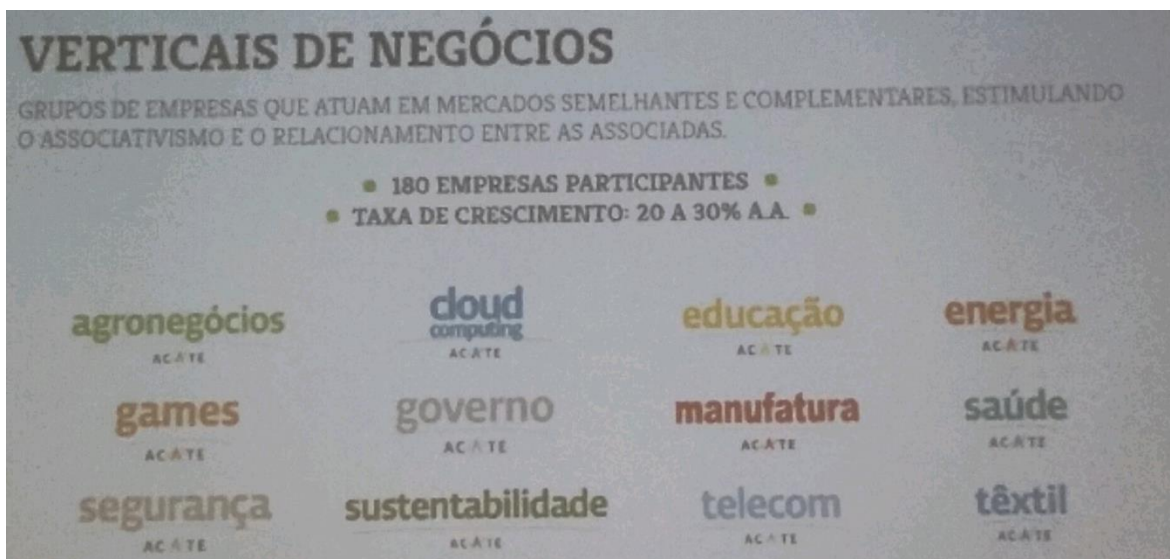 VERTICAIS DE NEGÓCIOS
GRUPOS DE EMPRESAS QUE ATUAM EM MERCADOS SEMELHANTES E COMPLEMENTARES, ESTIMULANDO
O ASSOCIATIVISMO E O RELACIONAMENTO ENTRE AS ASSOCIADAS.
• 180 EMPRESAS PARTICIPANTES •
• TAXA DE CRESCIMENTO: 20 A 30% A.A. •
agronegócios
ACATE
cloud
computing
ACATE
educação
ACATE
energia
ACATE
games
ACATE
governo
ACATE
manufatura
ACATE
saúde
ACATE
segurança
ACATE
sustentabilidade
ACATE
telecom
ACATE
têxtil
ACATE